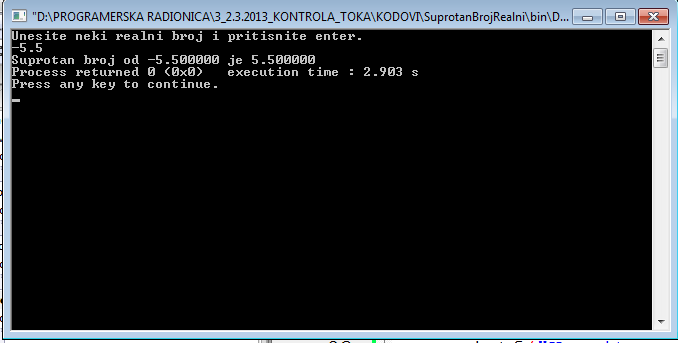 "D:\PROGRAMERSKA RADIONICA\3_2.3.2013_KONTROLA_TOKA\KODOVI\SuprotanBrojRealni\bin\D...
Unesite neki realni broj i pritisnite enter.
-5.5
Suprotan broj od -5.500000 je 5.500000
Process returned 0 (0x0)   execution time : 2.903 s
Press any key to continue.